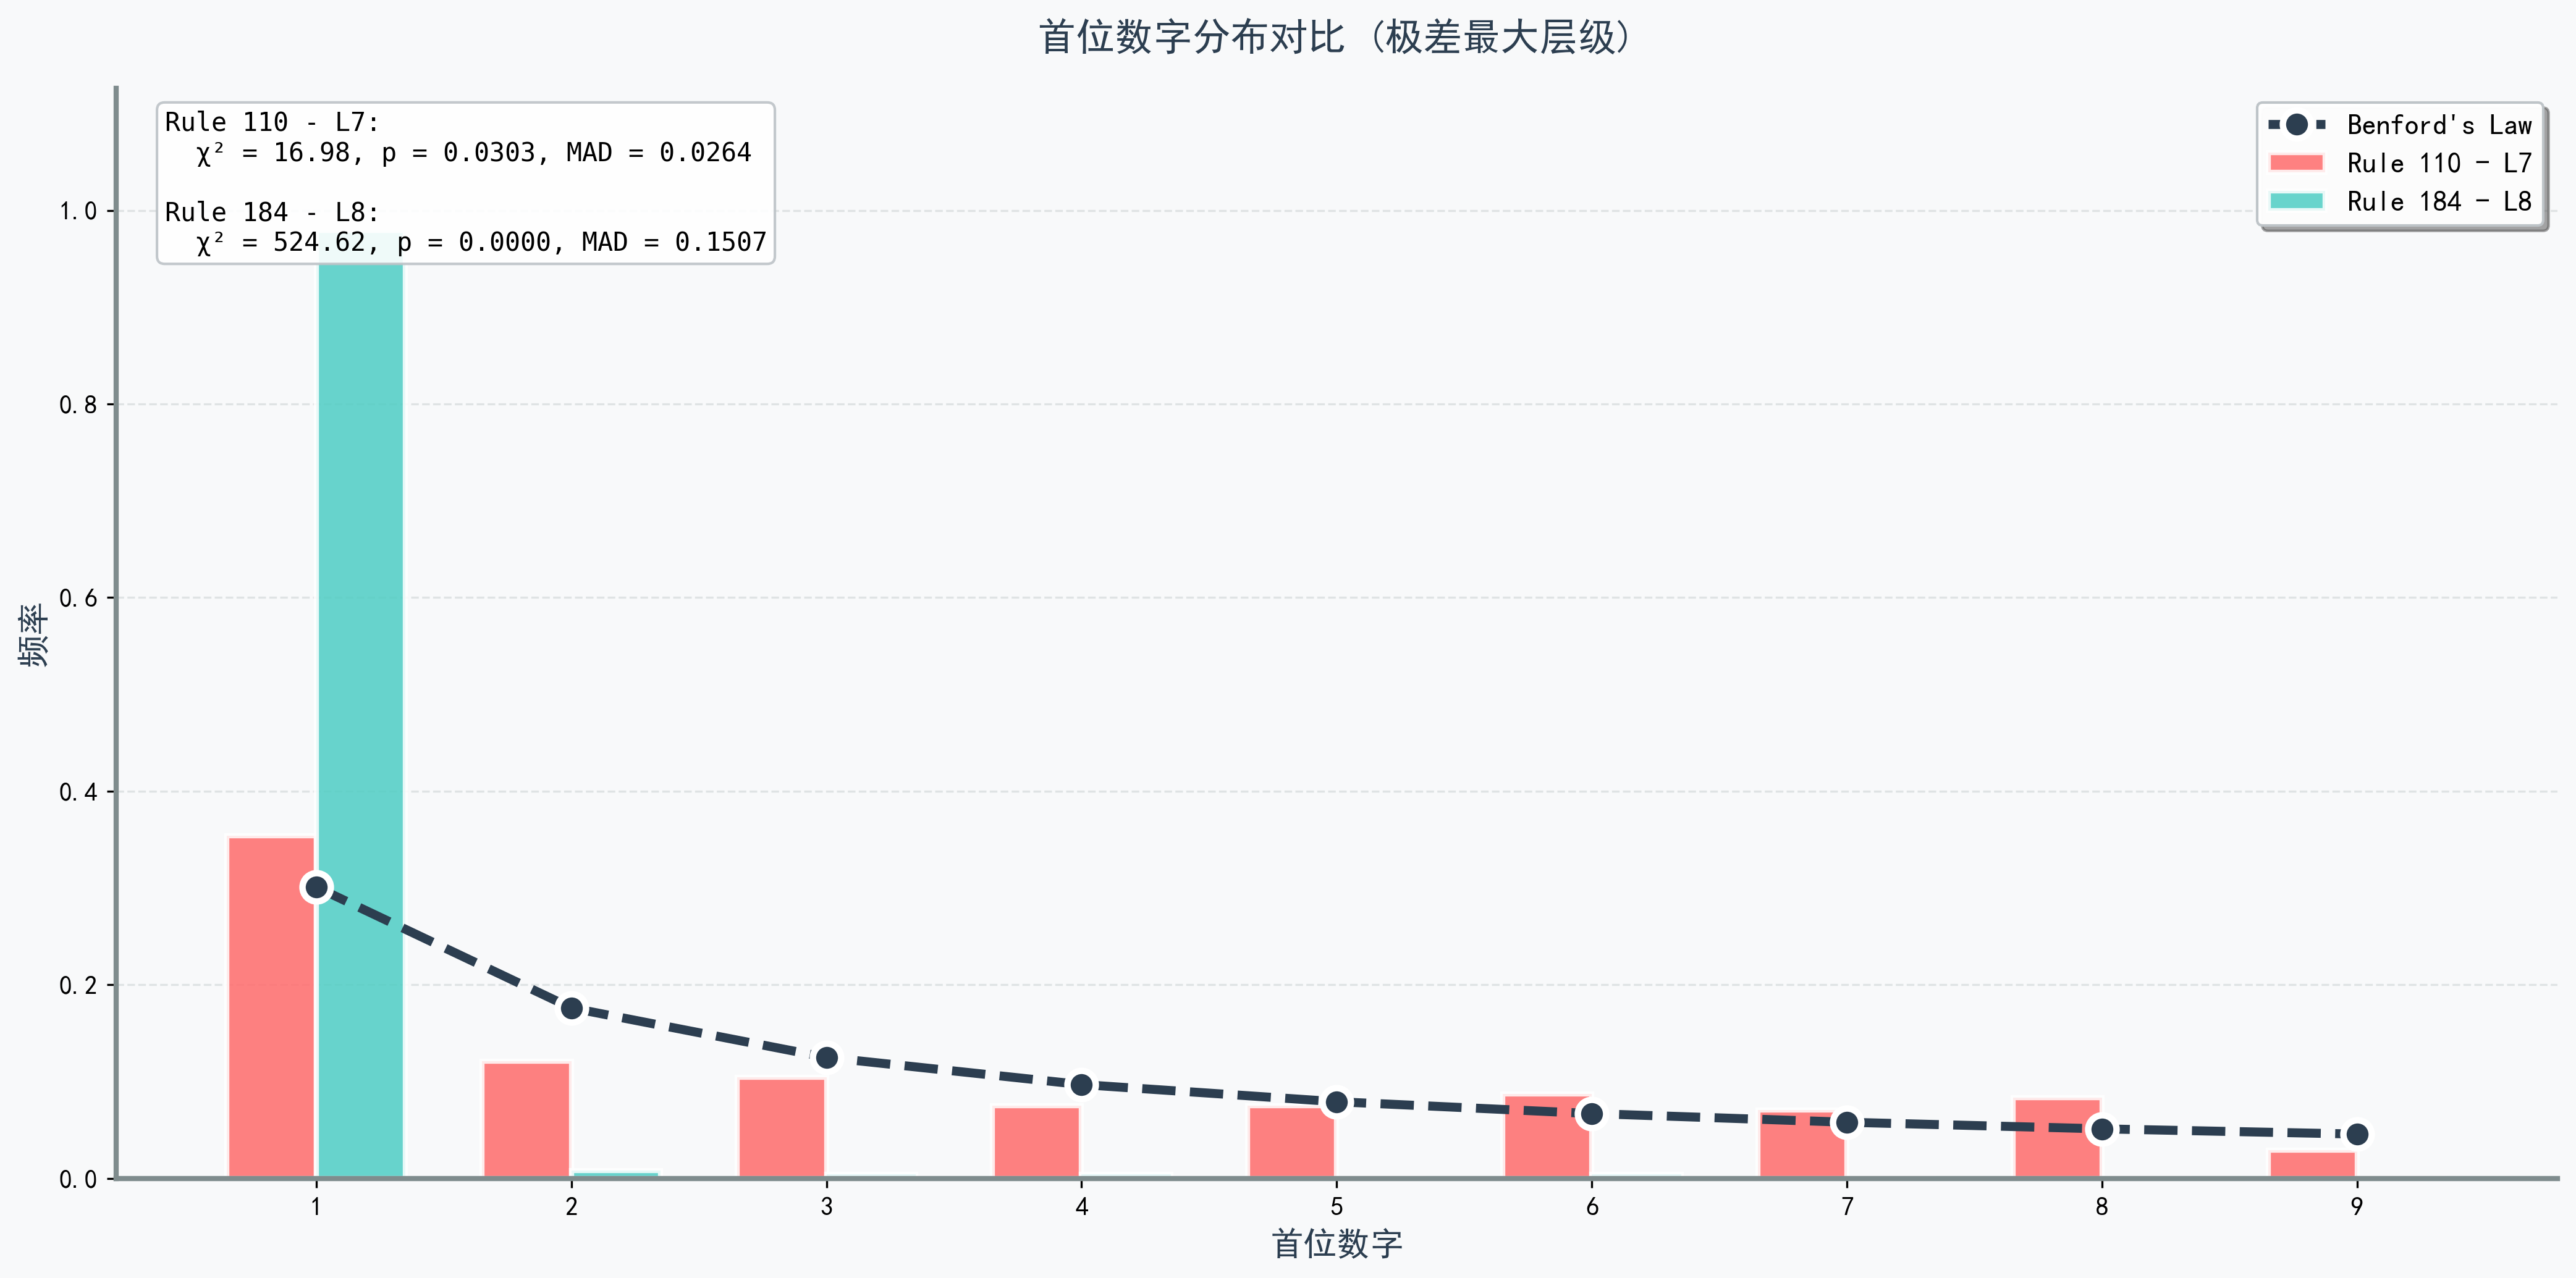 首位数字分布对比 (极差最大层级)
Rule 110 - L7:
χ² = 16.98, p = 0.0303, MAD = 0.0264
Rule 184 - L8:
χ² = 524.62, p = 0.0000, MAD = 0.1507
Benford's Law
Rule 110 - L7
Rule 184 - L8
频率
1.0
0.8
0.6
0.4
0.2
0.0
1 2 3 4 5 6 7 8 9
首位数字